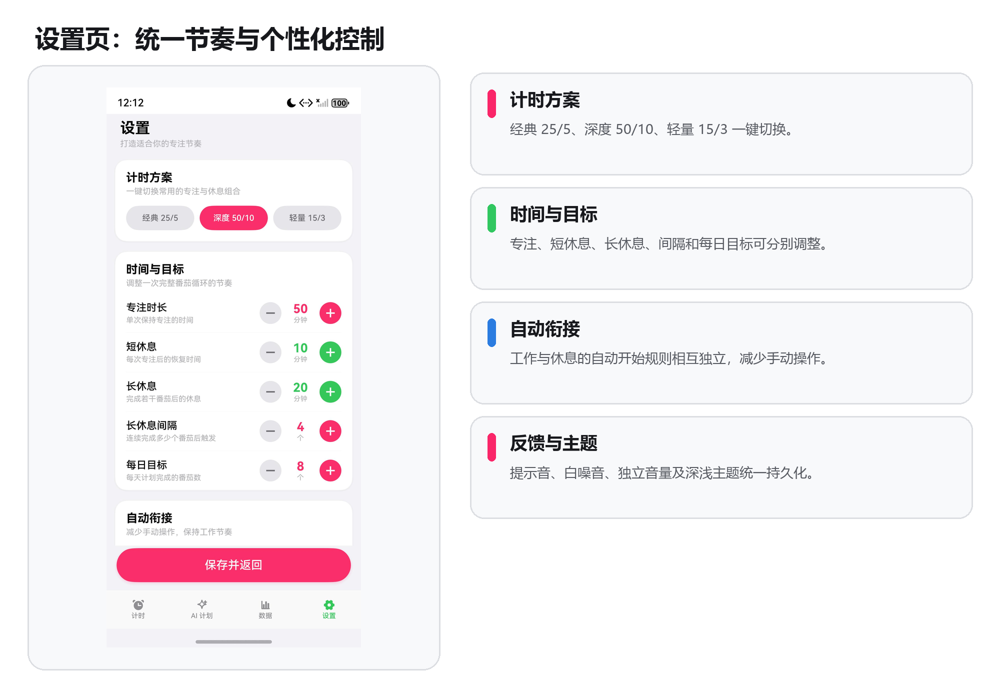 设置页：统一节奏与个性化控制
12:12
100
设置
打造适合你的专注节奏
计时方案
一键切换常用的专注与休息组合
经典 25/5
深度 50/10
轻量 15/3
时间与目标
调整一次完整番茄循环的节奏
专注时长
单次保持专注的时间
50
分钟
短休息
每次专注后的恢复时间
10
分钟
长休息
完成若干番茄后的休息
20
分钟
长休息间隔
连续完成多少个番茄后触发
4
个
每日目标
每天计划完成的番茄数
8
个
自动衔接
减少手动操作，保持工作节奏
保存并返回
计时
AI 计划
数据
设置
计时方案
经典 25/5、深度 50/10、轻量 15/3 一键切换。
时间与目标
专注、短休息、长休息、间隔和每日目标可分别调整。
自动衔接
工作与休息的自动开始规则相互独立，减少手动操作。
反馈与主题
提示音、白噪音、独立音量及深浅主题统一持久化。